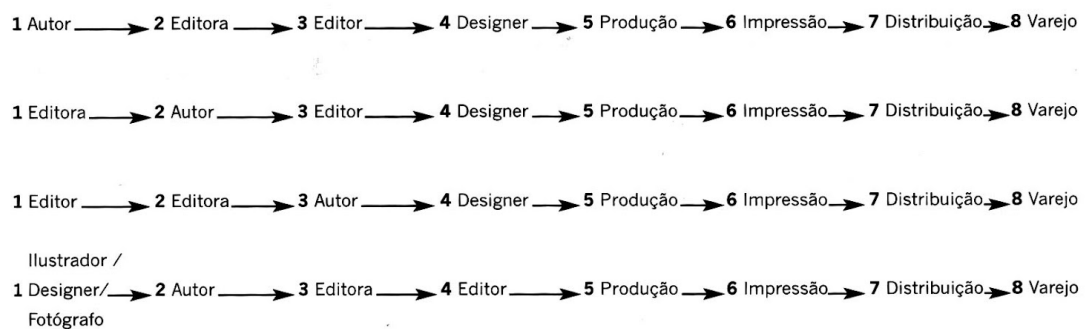 1 Autor 2 Editora 3 Editor 4 Designer 5 Produção 6 Impressão 7 Distribuição 8 Varejo
1 Editora 2 Autor 3 Editor 4 Designer 5 Produção 6 Impressão 7 Distribuição 8 Varejo
1 Editor 2 Editora 3 Autor 4 Designer 5 Produção 6 Impressão 7 Distribuição 8 Varejo
Ilustrador /
1 Designer/ 2 Autor 3 Editora 4 Editor 5 Produção 6 Impressão 7 Distribuição 8 Varejo
Fotógrafo